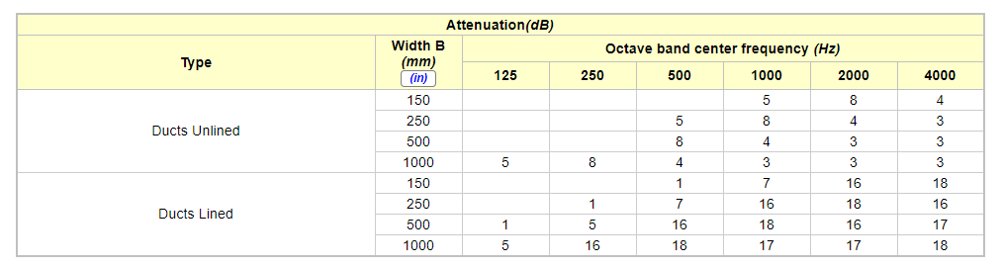 Attenuation(dB)
Type Width B (mm) (in) Octave band center frequency (Hz)
125 250 500 1000 2000 4000
Ducts Unlined
150 5 8 4
250 5 8 4 3
500 8 4 3 3
1000 5 8 4 3 3 3
Ducts Lined
150 1 7 16 18
250 1 7 16 18 16
500 1 5 16 18 16 17
1000 5 16 18 17 17 18